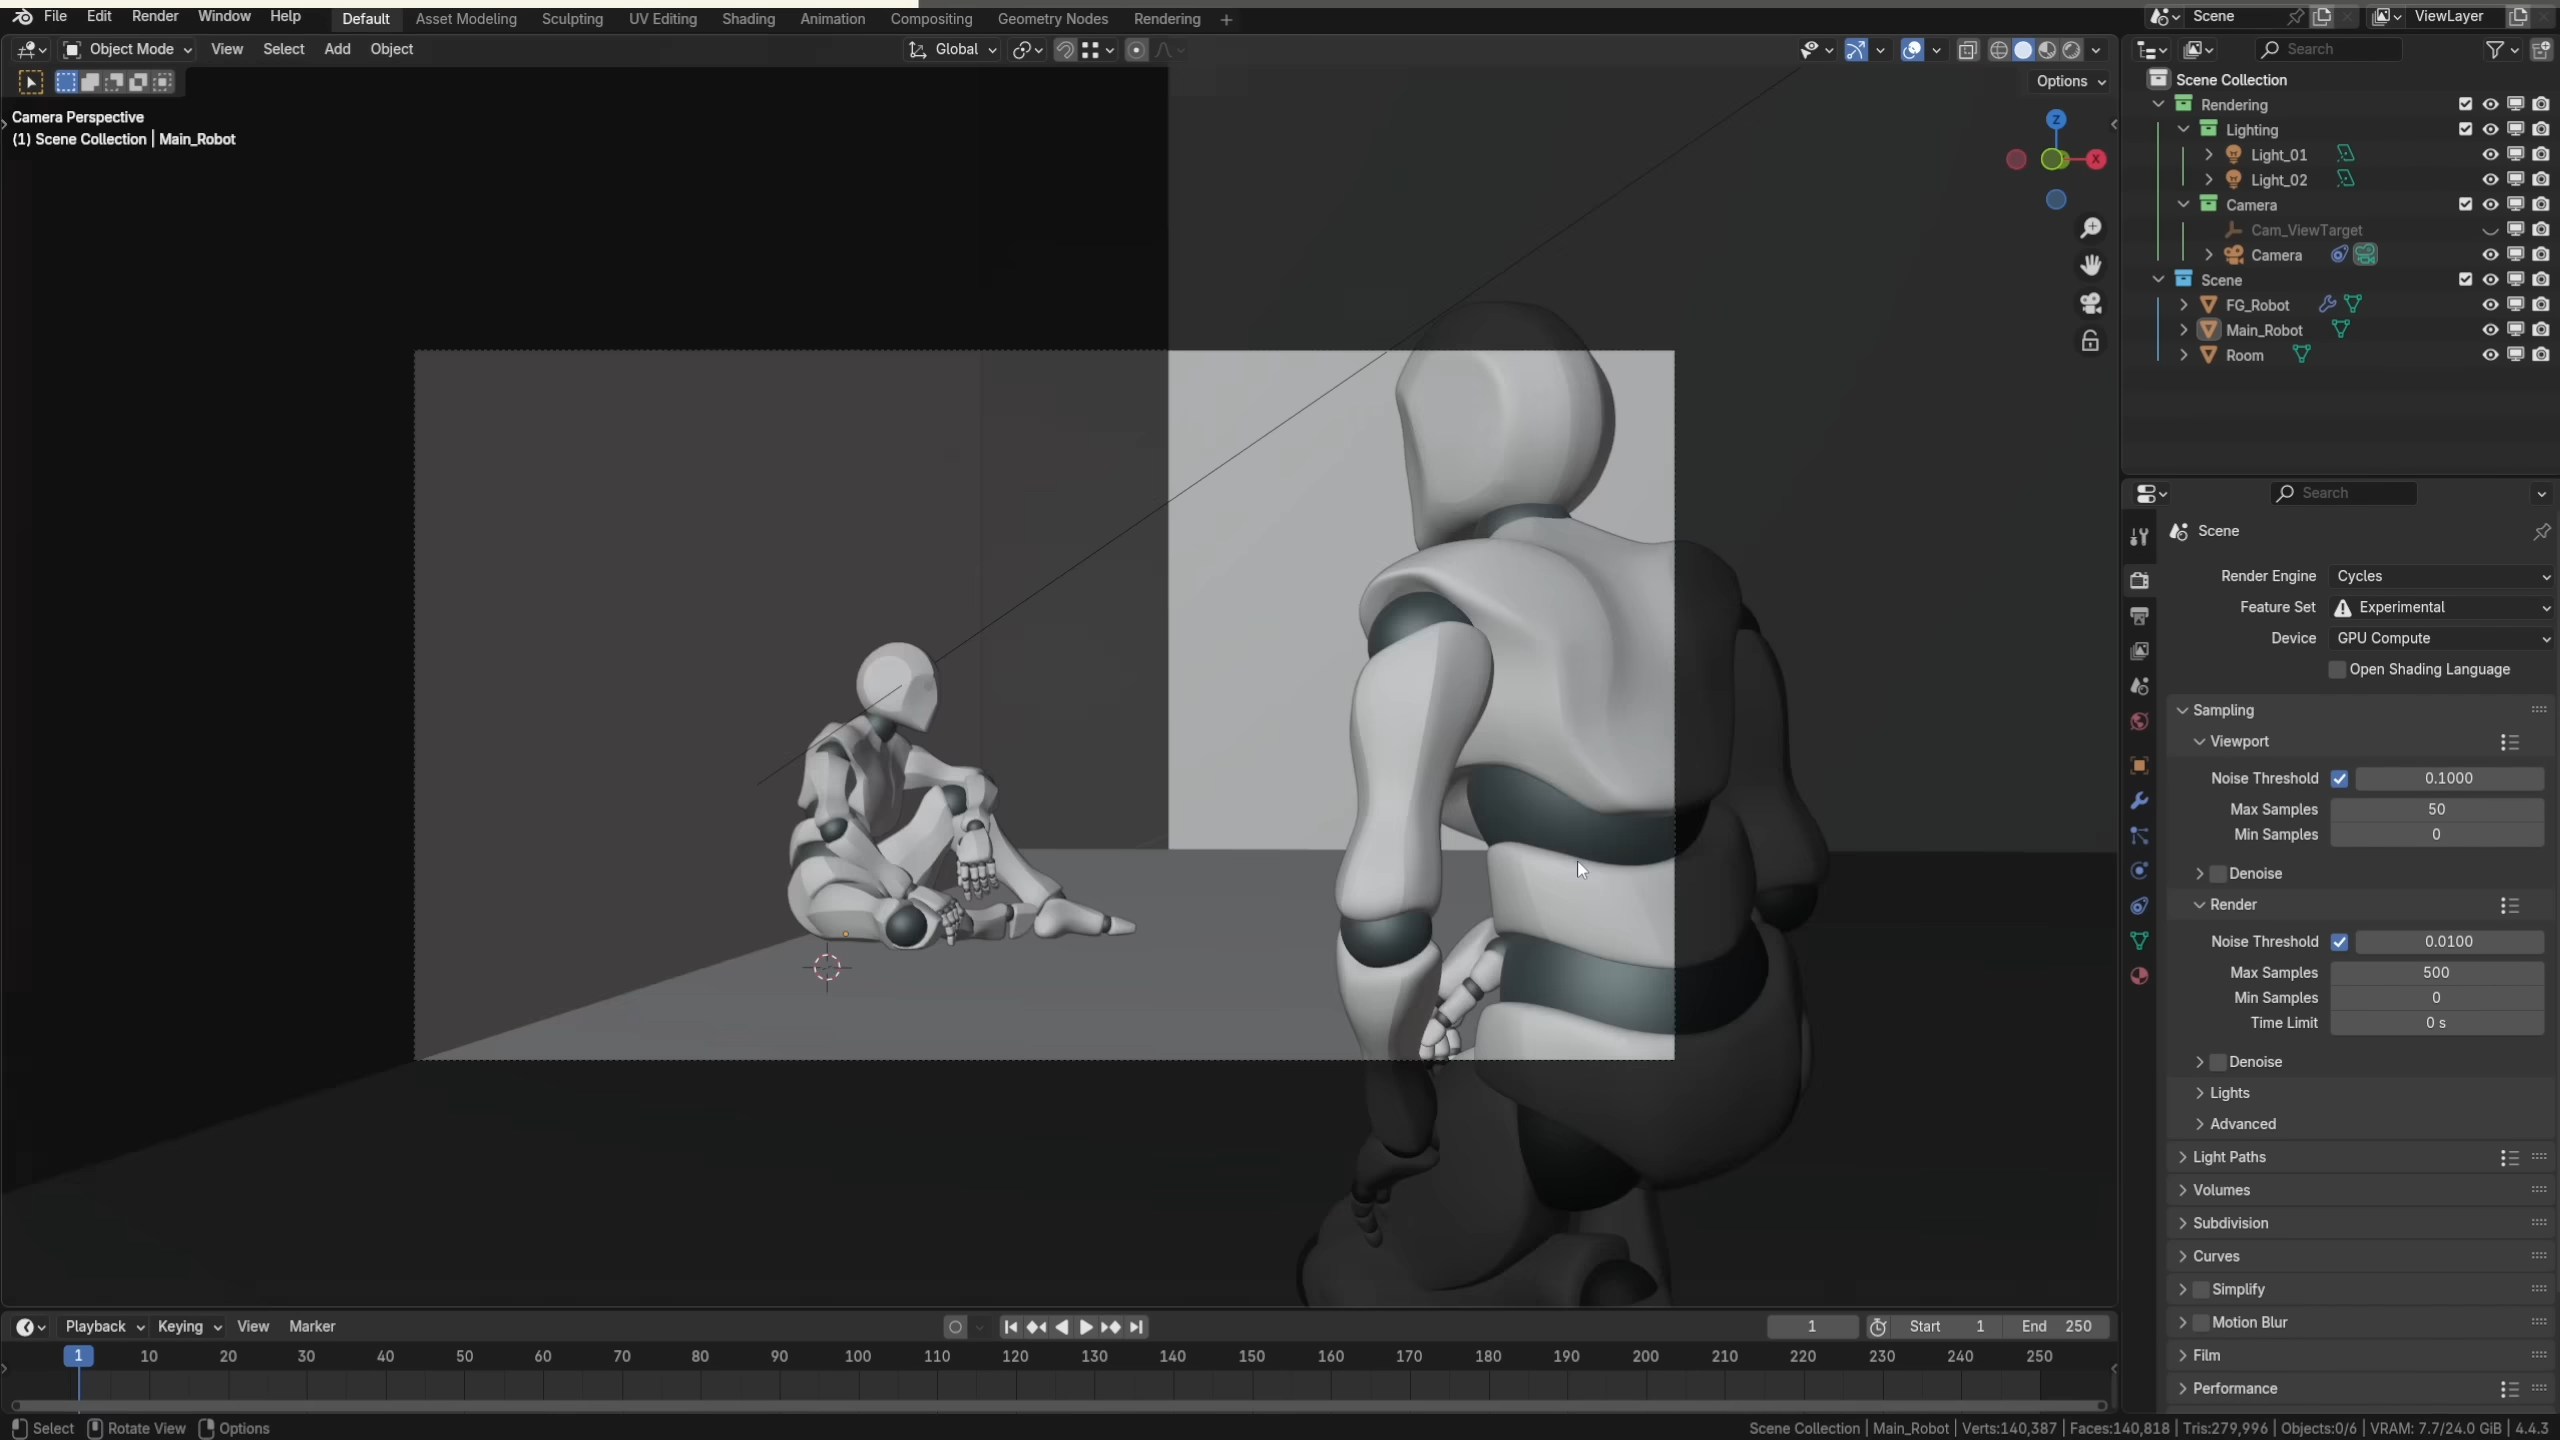 File Edit Render Window Help Default Asset Modeling Sculpting UV Editing Shading Animation Compositing Geometry Nodes Rendering + Scene ViewLayer
Object Mode View Select Add Object Global Search
Options
Camera Perspective
(1) Scene Collection | Main_Robot
Z
X
Scene Collection
Rendering
Lighting
Light_01
Light_02
Camera
Cam_ViewTarget
Camera
Scene
FG_Robot
Main_Robot
Room
Search
Scene
Render Engine Cycles
Feature Set Experimental
Device GPU Compute
Open Shading Language
Sampling
Viewport
Noise Threshold 0.1000
Max Samples 50
Min Samples 0
Denoise
Render
Noise Threshold 0.0100
Max Samples 500
Min Samples 0
Time Limit 0 s
Denoise
Lights
Advanced
Light Paths
Volumes
Subdivision
Curves
Simplify
Motion Blur
Film
Performance
Playback Keying View Marker 1 Start 1 End 250
1 10 20 30 40 50 60 70 80 90 100 110 120 130 140 150 160 170 180 190 200 210 220 230 240 250
Select Rotate View Options Scene Collection | Main_Robot | Verts:140,387 | Faces:140,818 | Tris:279,996 | Objects:0/6 | VRAM: 7.7/24.0 GiB | 4.4.3